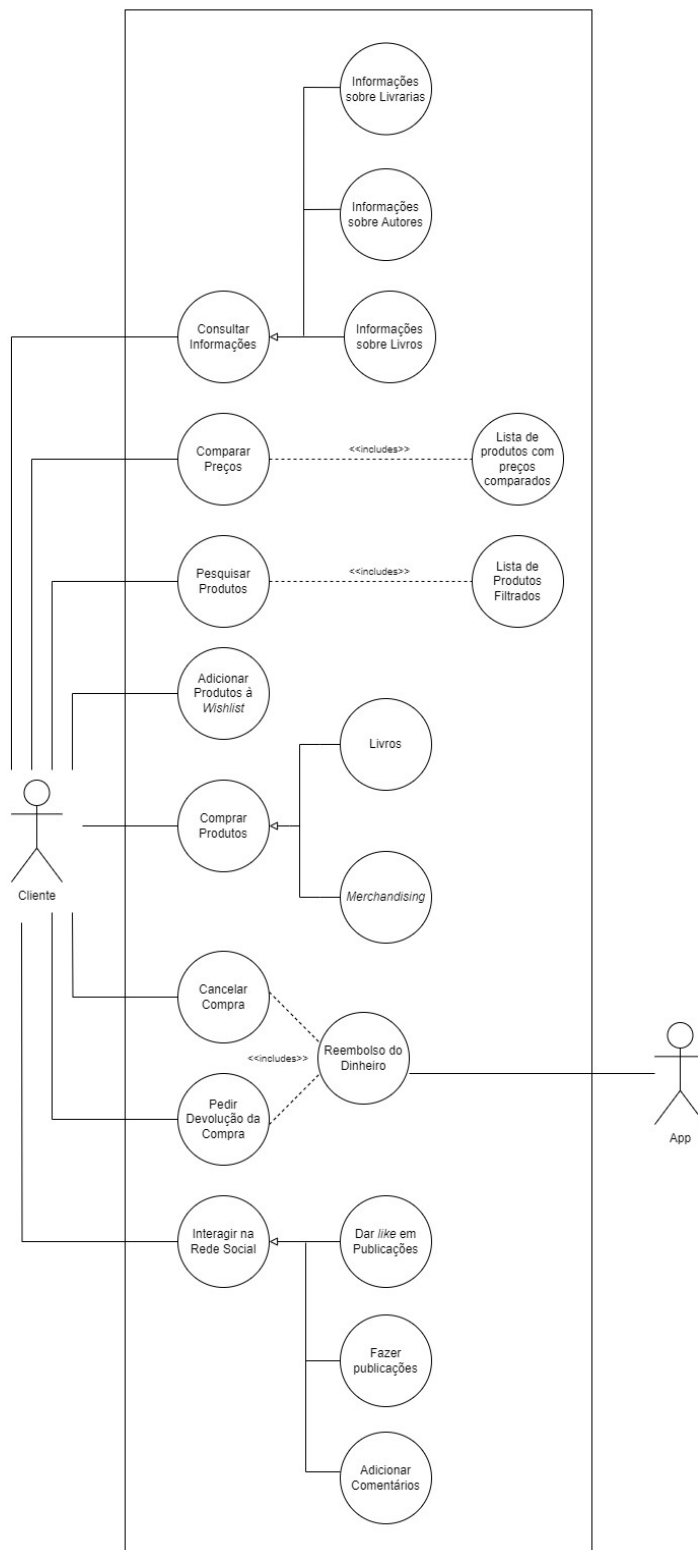 Informações
sobre Livrarias
Informações
sobre Autores
Consultar
Informações
Informações
sobre Livros
Comparar
Preços
<<includes>>
Lista de
produtos com
preços
comparados
Pesquisar
Produtos
<<includes>>
Lista de
Produtos
Filtrados
Adicionar
Produtos à
Wishlist
Livros
Comprar
Produtos
Cliente
Merchandising
Cancelar
Compra
<<includes>>
Reembolso do
Dinheiro
Pedir
Devolução da
Compra
App
Interagir na
Rede Social
Dar like em
Publicações
Fazer
publicações
Adicionar
Comentários